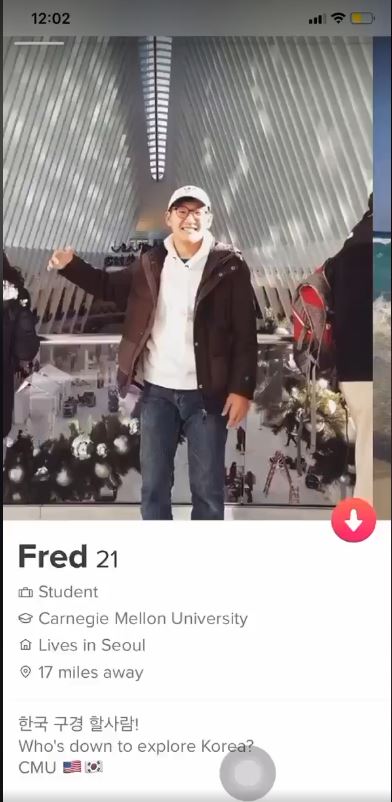 12:02
Fred 21
Student
Carnegie Mellon University
Lives in Seoul
17 miles away
한국 구경 할사람!
Who's down to explore Korea?
CMU 🇺🇸🇰🇷